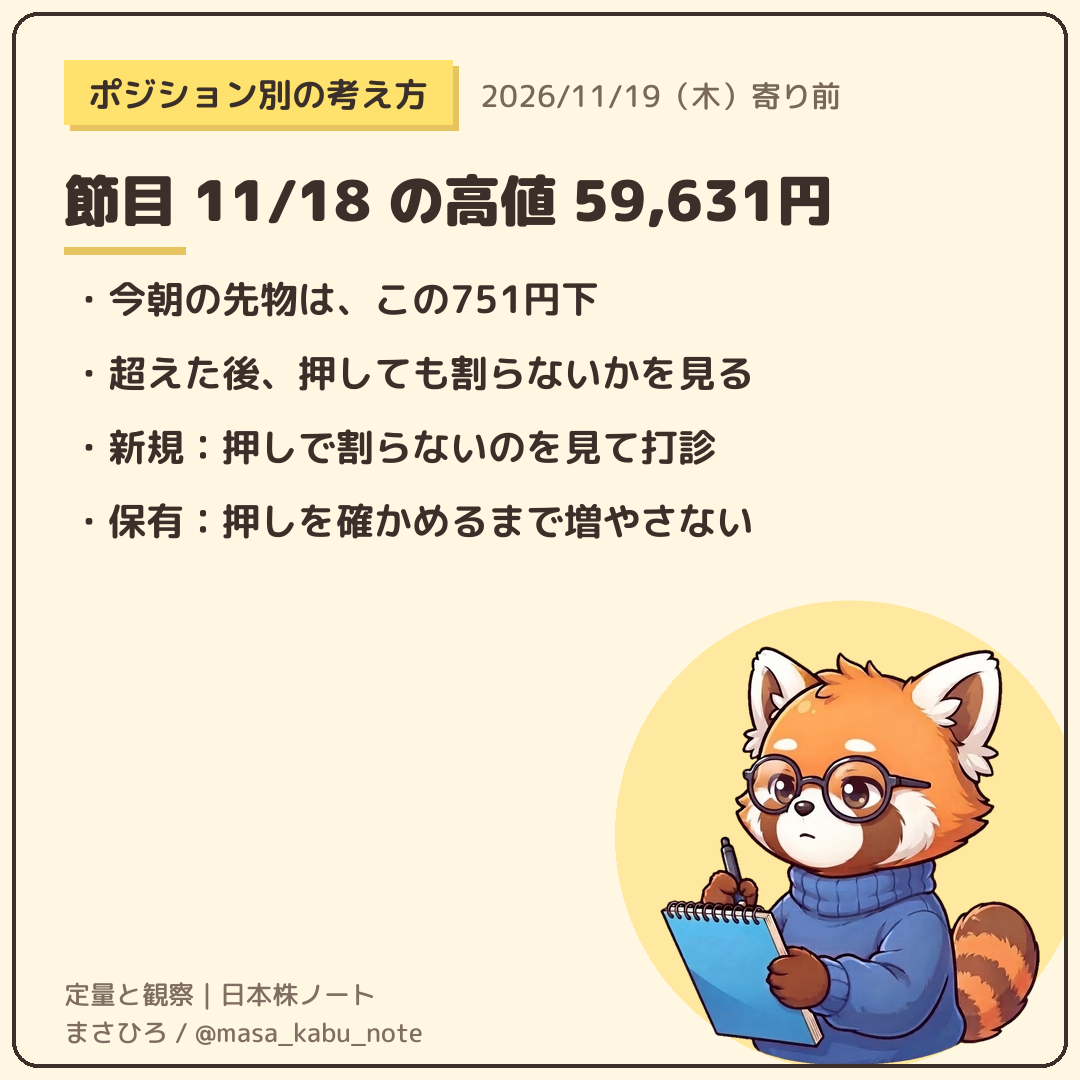 ポジション別の考え方
2026/11/19（木）寄り前
節目 11/18 の高値 59,631円
・今朝の先物は、この751円下
・超えた後、押しても割らないかを見る
・新規：押しで割らないのを見て打診
・保有：押しを確かめるまで増やさない
定量と観察 | 日本株ノート
まさひろ / @masa_kabu_note